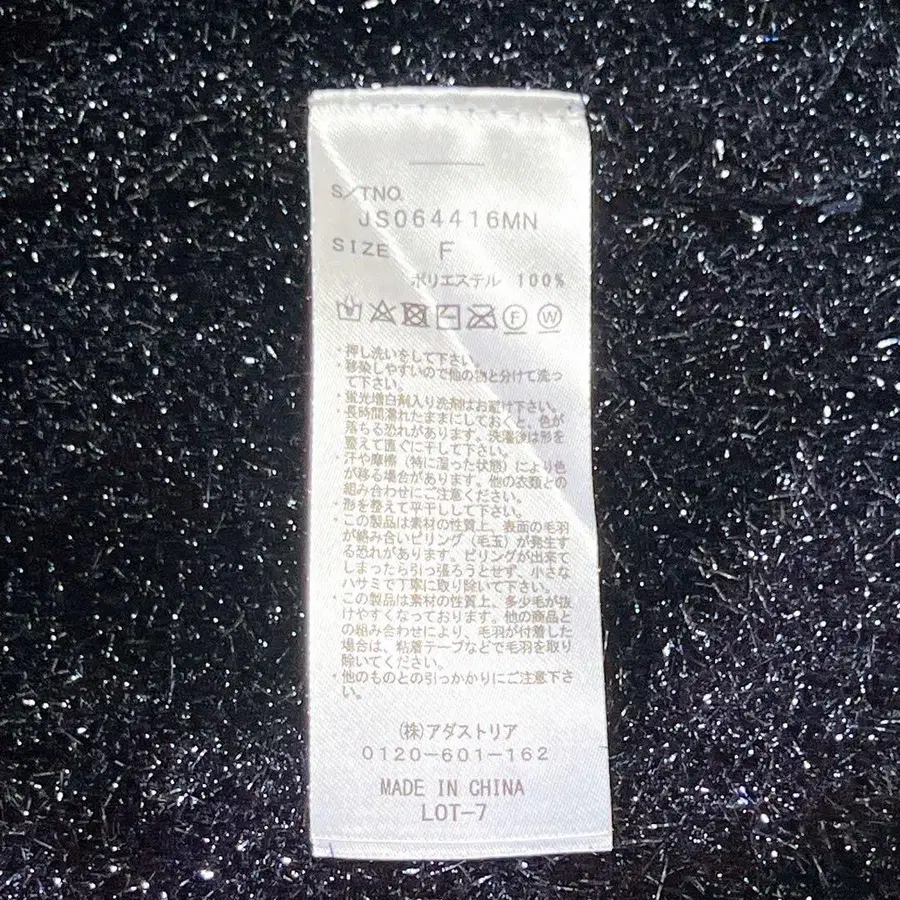 S/TNO.
JS064416MN
SIZE F
ポリエステル 100%
F W
・押し洗いをして下さい。
・移染しやすいので他の物と分けて洗っ
て下さい。
・蛍光増白剤入り洗剤はお避け下さい。
・長時間濡れたままにしておくと、色が
落ちる恐れがあります。洗濯後は形を
整えて直ぐに干して下さい。
・汗や摩擦（特に湿った状態）により色
が移る場合があります。他の衣類との
組み合わせにご注意ください。
・形を整えて平干しして下さい。
・この製品は素材の性質上、表面の毛羽
が絡み合いピリング（毛玉）が発生す
る恐れがあります。ピリングが出来て
しまったら引っ張ろうとせず、小さな
ハサミで丁寧に取り除いて下さい。
・この製品は素材の性質上、多少毛が抜
けやすくなっております。他の商品と
の組み合わせにより、毛羽が付着した
場合は、粘着テープなどで毛羽を取り
除いてください。
・他のものとの引っかかりにご注意下さ
い。
(株)アダストリア
0120-601-162
MADE IN CHINA
LOT-7